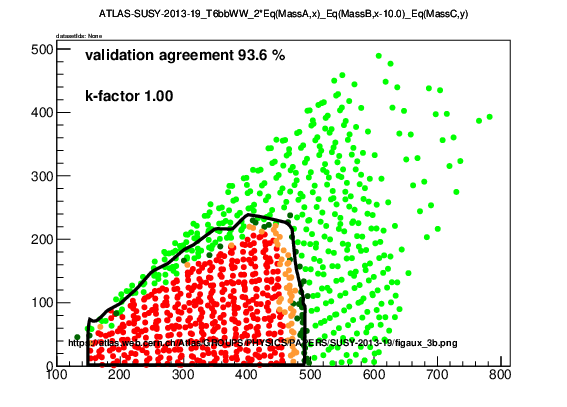 ATLAS-SUSY-2013-19_T6bbWW_2*Eq(MassA,x)_Eq(MassB,x-10.0)_Eq(MassC,y)
datasetIds: None
validation agreement 93.6 %
k-factor 1.00
500
400
300
200
100
0
https://atlas.web.cern.ch/Atlas/GROUPS/PHYSICS/PAPERS/SUSY-2013-19/figaux_3b.png
100 200 300 400 500 600 700 800